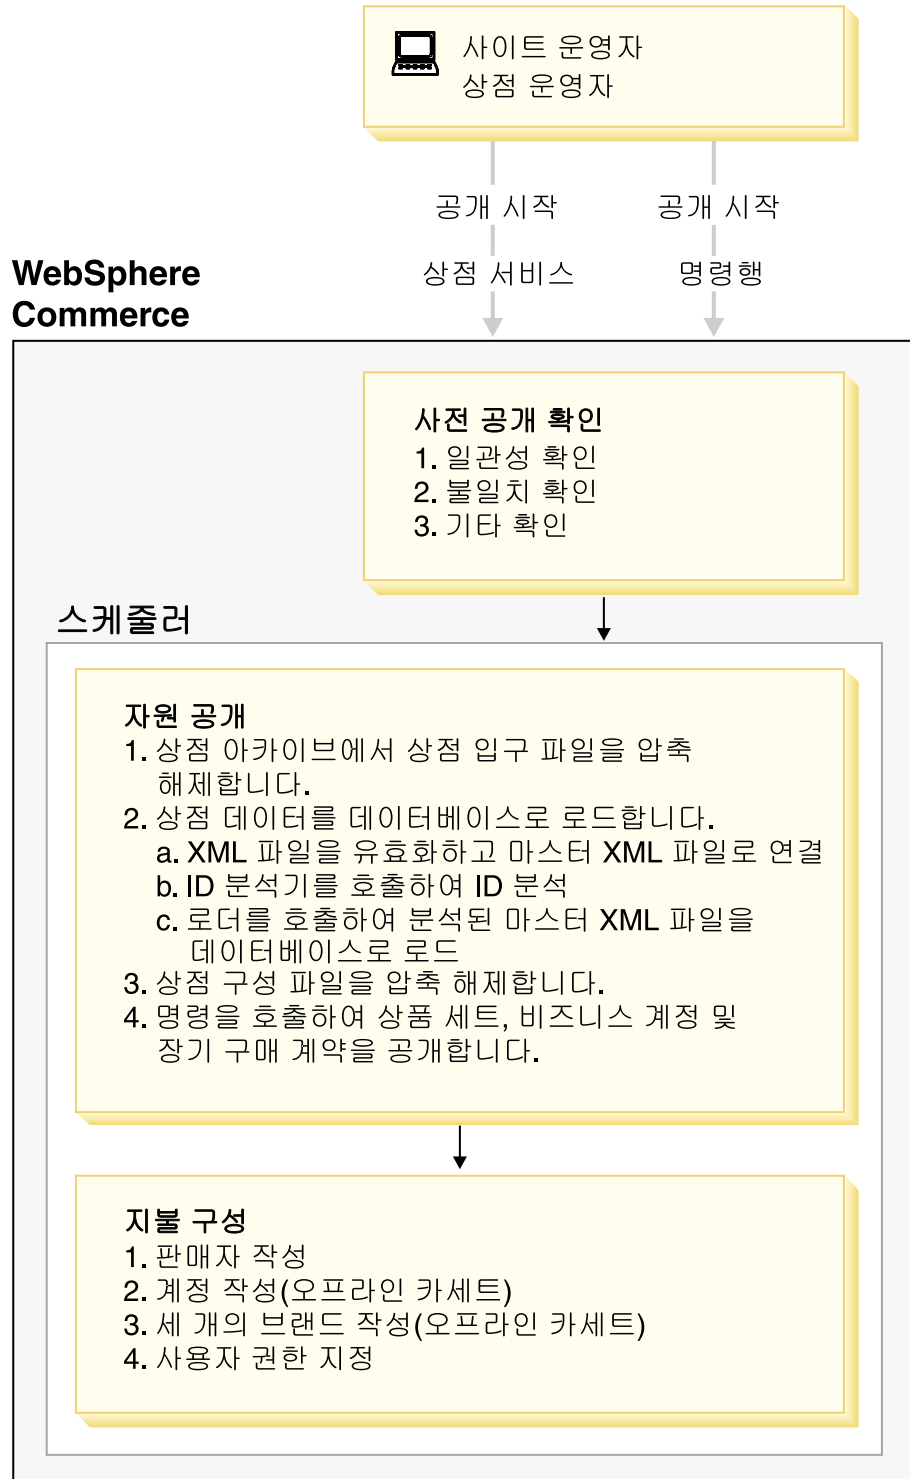 사이트 운영자
상점 운영자
공개 시작
공개 시작
상점 서비스
명령행
WebSphere
Commerce
사전 공개 확인
1. 일관성 확인
2. 불일치 확인
3. 기타 확인
스케줄러
자원 공개
1. 상점 아카이브에서 상점 입구 파일을 압축
해제합니다.
2. 상점 데이터를 데이터베이스로 로드합니다.
a. XML 파일을 유효화하고 마스터 XML 파일로 연결
b. ID 분석기를 호출하여 ID 분석
c. 로더를 호출하여 분석된 마스터 XML 파일을
데이터베이스로 로드
3. 상점 구성 파일을 압축 해제합니다.
4. 명령을 호출하여 상품 세트, 비즈니스 계정 및
장기 구매 계약을 공개합니다.
지불 구성
1. 판매자 작성
2. 계정 작성(오프라인 카세트)
3. 세 개의 브랜드 작성(오프라인 카세트)
4. 사용자 권한 지정